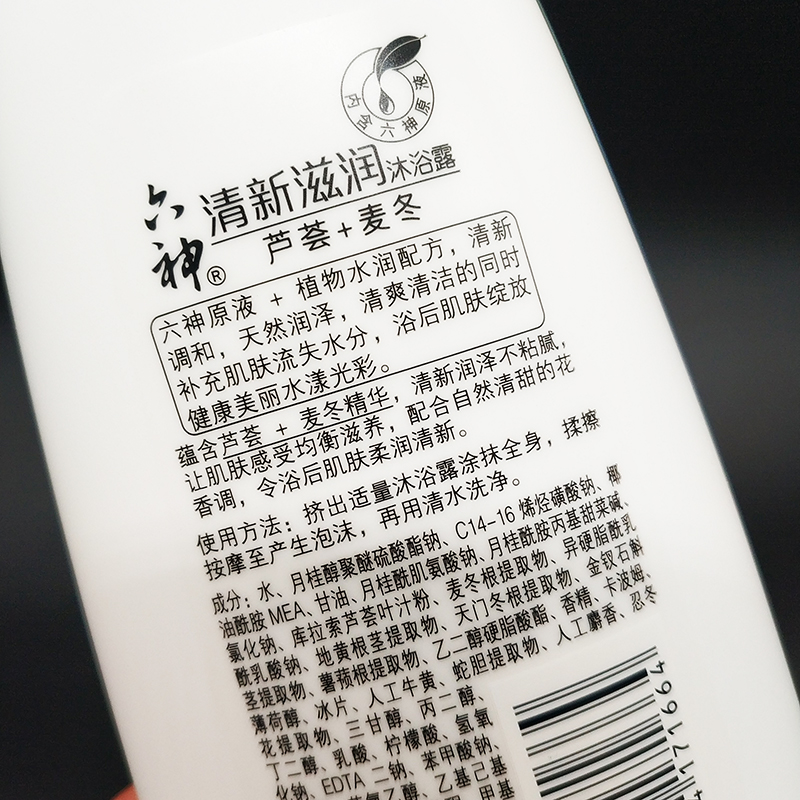 内含六神原液
六神®
清新滋润沐浴露
芦荟+麦冬
六神原液 + 植物水润配方，清新
调和，天然润泽，清爽清洁的同时
补充肌肤流失水分，浴后肌肤绽放
健康美丽水漾光彩。
蕴含芦荟 + 麦冬精华，清新润泽不粘腻，
让肌肤感受均衡滋养，配合自然清甜的花
香调，令浴后肌肤柔润清新。
使用方法：挤出适量沐浴露涂抹全身，揉擦
按摩至产生泡沫，再用清水洗净。
成分：水、月桂醇聚醚硫酸酯钠、C14-16 烯烃磺酸钠、椰
油酰胺 MEA、甘油、月桂酰肌氨酸钠、月桂酰胺丙基甜菜碱、
氯化钠、库拉索芦荟叶汁粉、麦冬根提取物、异硬脂酰乳
酰乳酸钠、地黄根茎提取物、天门冬根提取物、金钗石斛
茎提取物、薯蓣根提取物、乙二醇硬脂酸酯、香精、卡波姆、
薄荷醇、冰片、人工牛黄、蛇胆提取物、人工麝香、忍冬
花提取物、三甘醇、丙二醇、
丁二醇、乳酸、柠檬酸、氢氧
化钠、EDTA 二钠、苯甲酸钠、
苯氧乙醇、乙基己基
171664